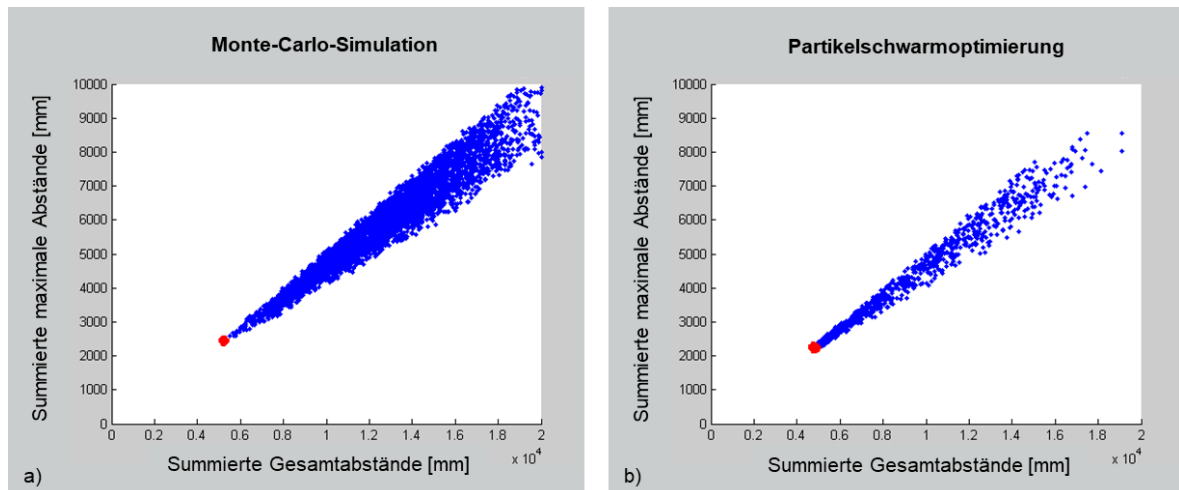 Monte-Carlo-Simulation
Summierte maximale Abstände [mm]
10000
9000
8000
7000
6000
5000
4000
3000
2000
1000
0
0 0.2 0.4 0.6 0.8 1 1.2 1.4 1.6 1.8 2
x 10^4
Summierte Gesamtabstände [mm]
a)
Partikelschwarmoptimierung
Summierte maximale Abstände [mm]
10000
9000
8000
7000
6000
5000
4000
3000
2000
1000
0
0 0.2 0.4 0.6 0.8 1 1.2 1.4 1.6 1.8 2
x 10^4
Summierte Gesamtabstände [mm]
b)